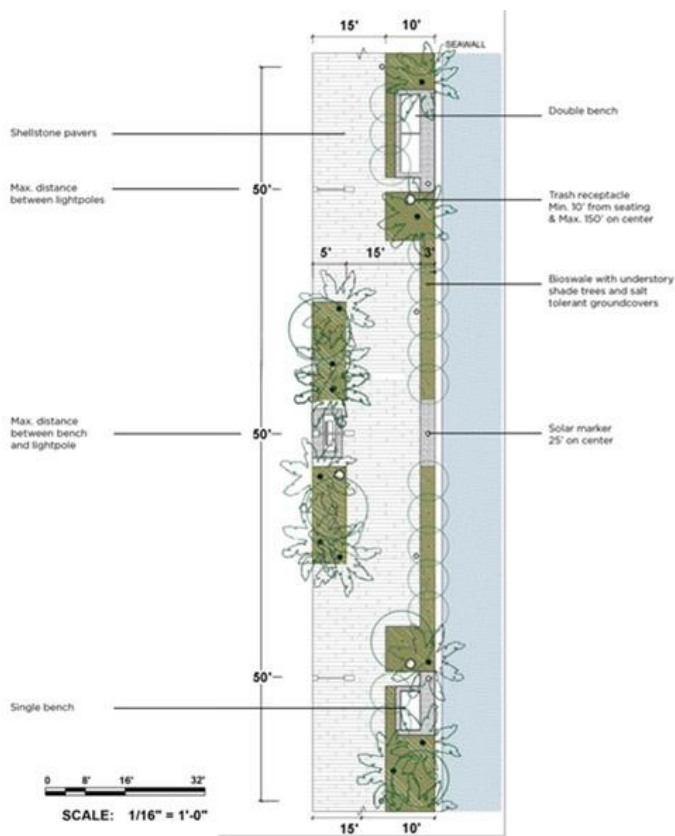 15'
10'
SEAWALL
Double bench
Shellstone pavers
Max. distance
between lightpoles
50'
Trash receptacle
Min. 10' from seating
& Max. 150' on center
5'
15'
3'
Bioswale with understory
shade trees and salt
tolerant groundcovers
Max. distance
between bench
and lightpole
50'
Solar marker
25' on center
50'
Single bench
0
8'
16'
32'
SCALE: 1/16" = 1'-0"
15'
10'